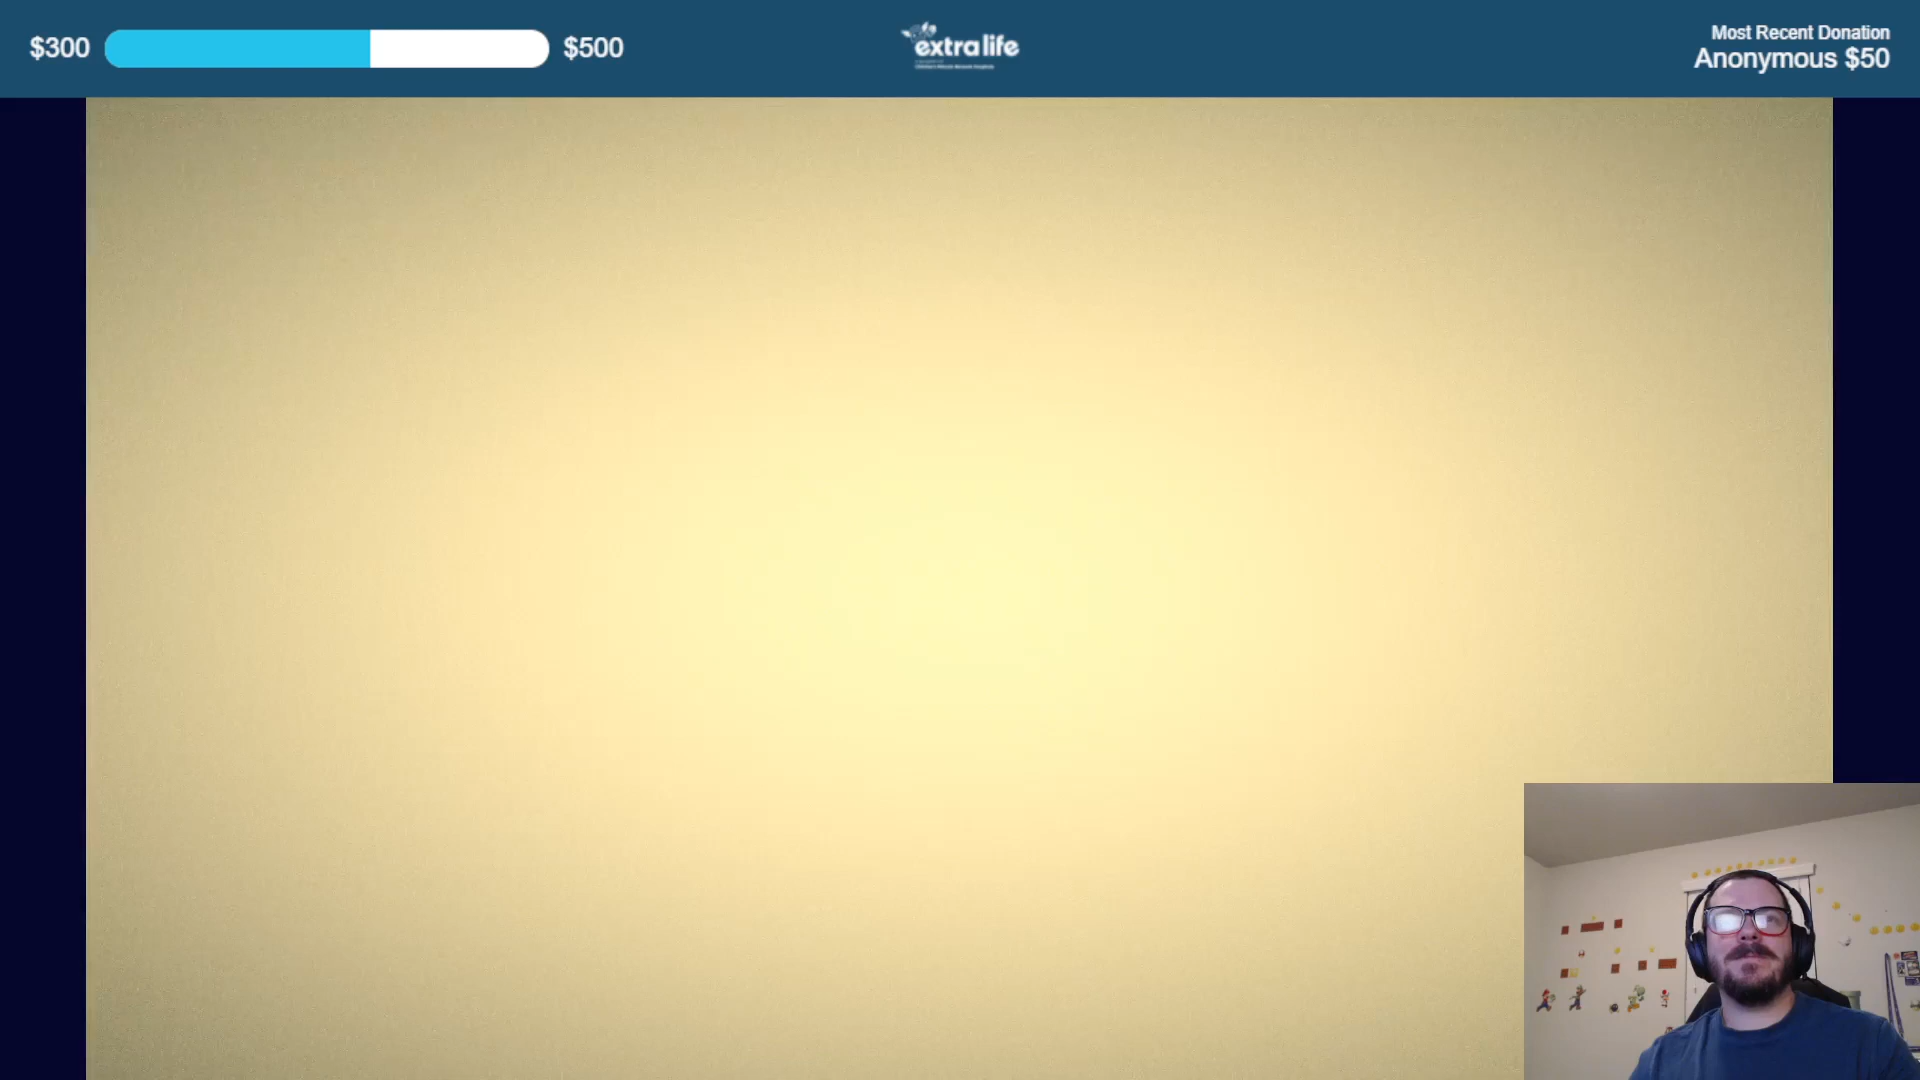 $300
$500
extra life
Most Recent Donation
Anonymous $50